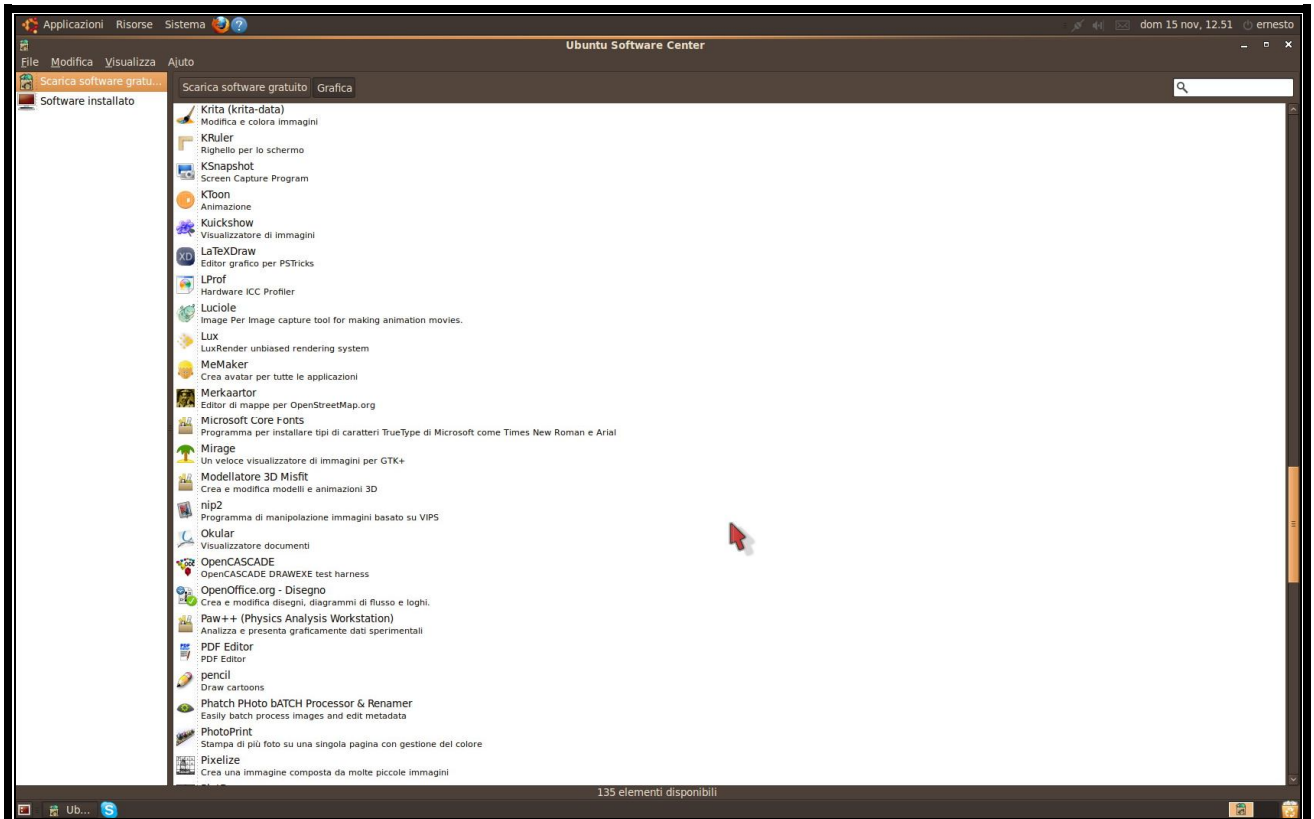 Applicazioni Risorse Sistema dom 15 nov, 12.51 ernesto
Ubuntu Software Center
File Modifica Visualizza Aiuto
Scarica software gratu...
Software installato
Scarica software gratuito Grafica
Krita (krita-data)
Modifica e colora immagini
KRuler
Righello per lo schermo
KSnapshot
Screen Capture Program
KToon
Animazione
Kuickshow
Visualizzatore di immagini
XD
LaTeXDraw
Editor grafico per PSTricks
LProf
Hardware ICC Profiler
Luciole
Image Per Image capture tool for making animation movies.
Lux
LuxRender unbiased rendering system
MeMaker
Crea avatar per tutte le applicazioni
Merkaartor
Editor di mappe per OpenStreetMap.org
Microsoft Core Fonts
Programma per installare tipi di caratteri TrueType di Microsoft come Times New Roman e Arial
Mirage
Un veloce visualizzatore di immagini per GTK+
Modellatore 3D Misfit
Crea e modifica modelli e animazioni 3D
nip2
Programma di manipolazione immagini basato su VIPS
Okular
Visualizzatore documenti
OpenCASCADE
OpenCASCADE DRAWEXE test harness
OpenOffice.org - Disegno
Crea e modifica disegni, diagrammi di flusso e loghi.
Paw++ (Physics Analysis Workstation)
Analizza e presenta graficamente dati sperimentali
PDF Editor
PDF Editor
pencil
Draw cartoons
Phatch PHoto bATCH Processor & Renamer
Easily batch process images and edit metadata
PhotoPrint
Stampa di più foto su una singola pagina con gestione del colore
Pixelize
Crea una immagine composta da molte piccole immagini
135 elementi disponibili
Ub...